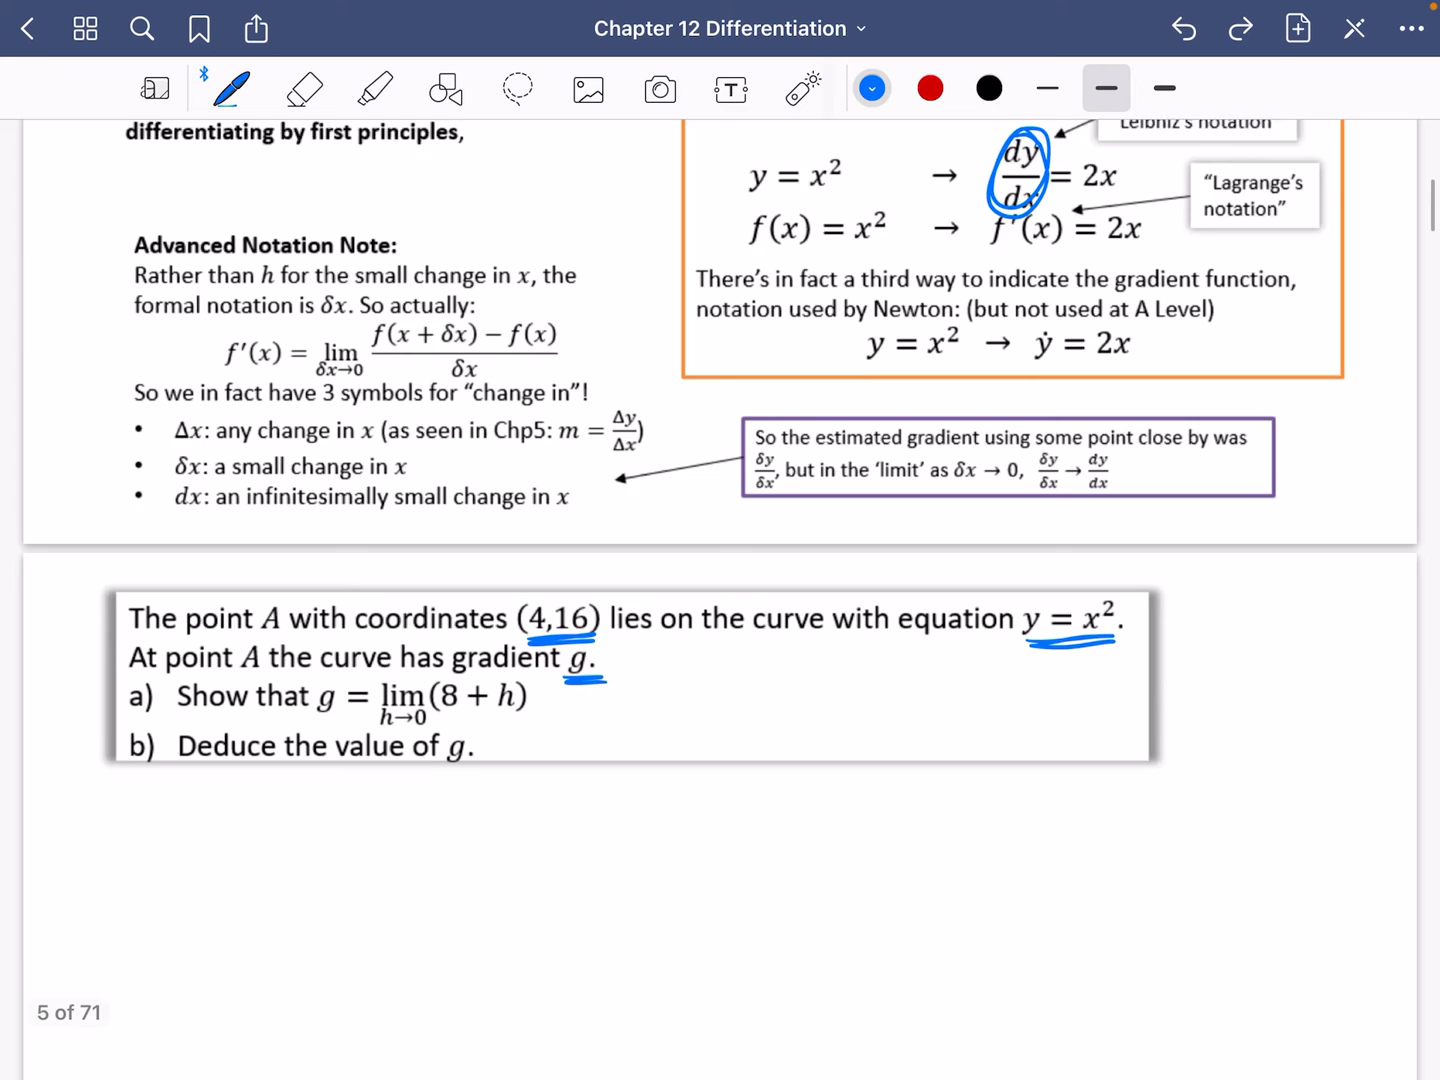 Chapter 12 Differentiation
T
differentiating by first principles,
Leibniz's notation
y = x² → dy/dx = 2x
"Lagrange's
notation"
f(x) = x² → f'(x) = 2x
There's in fact a third way to indicate the gradient function,
notation used by Newton: (but not used at A Level)
y = x² → ẏ = 2x
Advanced Notation Note:
Rather than h for the small change in x, the
formal notation is δx. So actually:
f'(x) = lim δx→0 f(x + δx) − f(x) / δx
So we in fact have 3 symbols for “change in”!
• Δx: any change in x (as seen in Chp5: m = Δy/Δx)
• δx: a small change in x
• dx: an infinitesimally small change in x
So the estimated gradient using some point close by was
δy/δx, but in the ‘limit’ as δx → 0, δy/δx → dy/dx
The point A with coordinates (4,16) lies on the curve with equation y = x².
At point A the curve has gradient g.
a) Show that g = lim h→0 (8 + h)
b) Deduce the value of g.
5 of 71